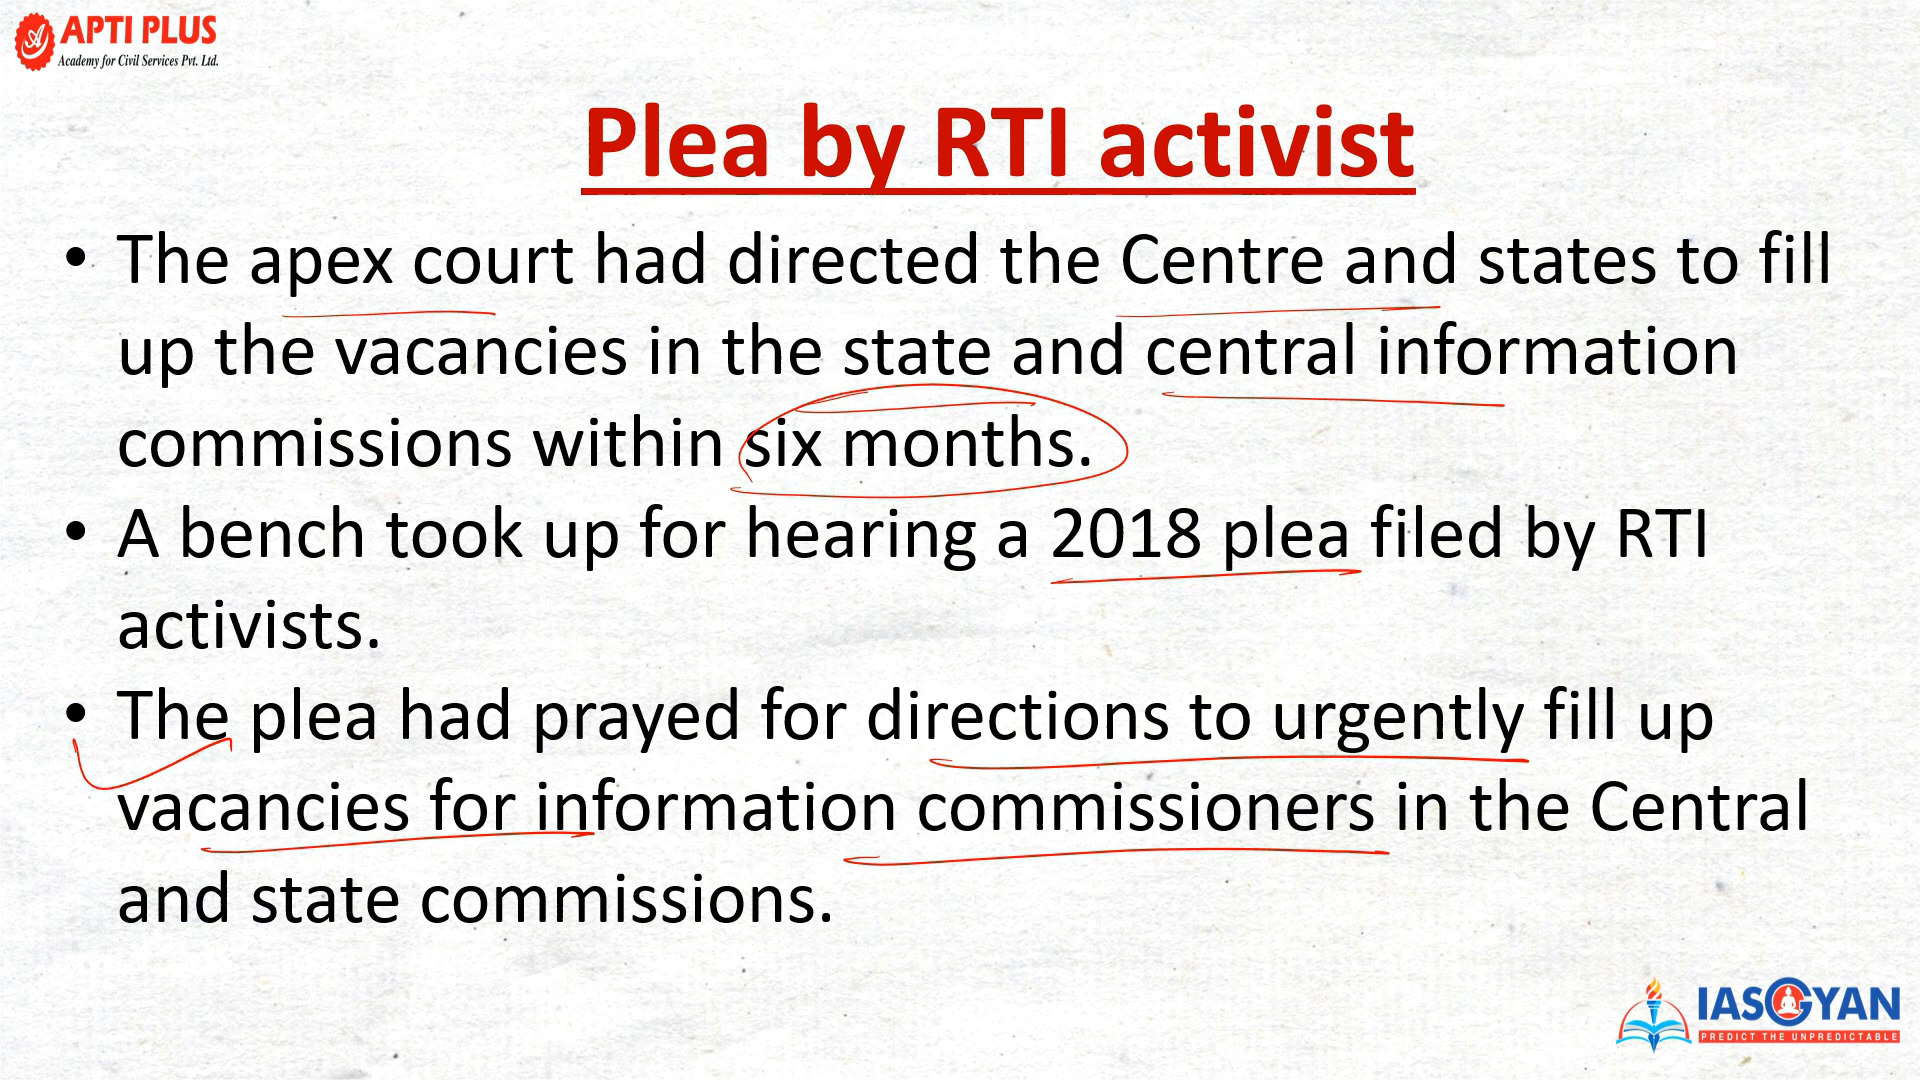 APTI PLUS
Academy for Civil Services Pvt. Ltd.
Plea by RTI activist
• The apex court had directed the Centre and states to fill
up the vacancies in the state and central information
commissions within six months.
• A bench took up for hearing a 2018 plea filed by RTI
activists.
• The plea had prayed for directions to urgently fill up
vacancies for information commissioners in the Central
and state commissions.
IASGYAN
PREDICT THE UNPREDICTABLE